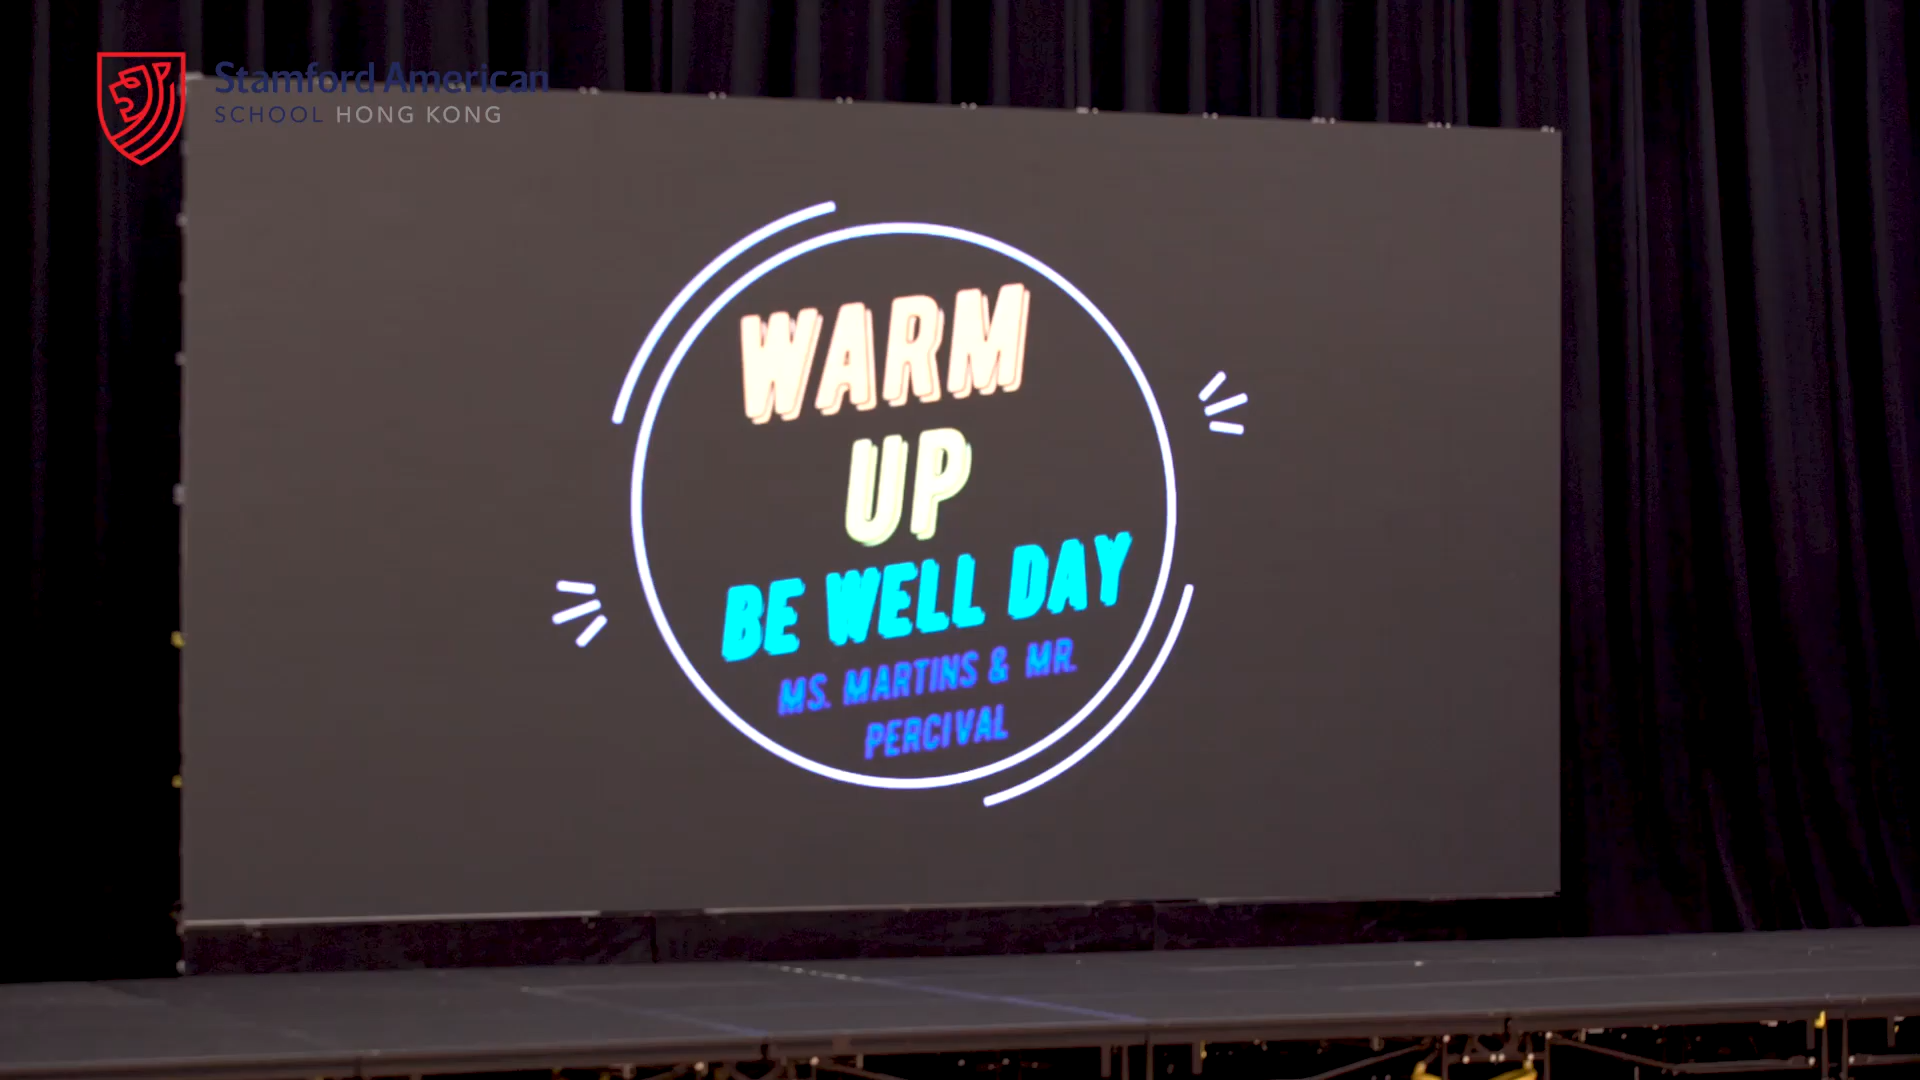 Stamford American
SCHOOL HONG KONG
WARM
UP
BE WELL DAY
MS. MARTINS & MR.
PERCIVAL